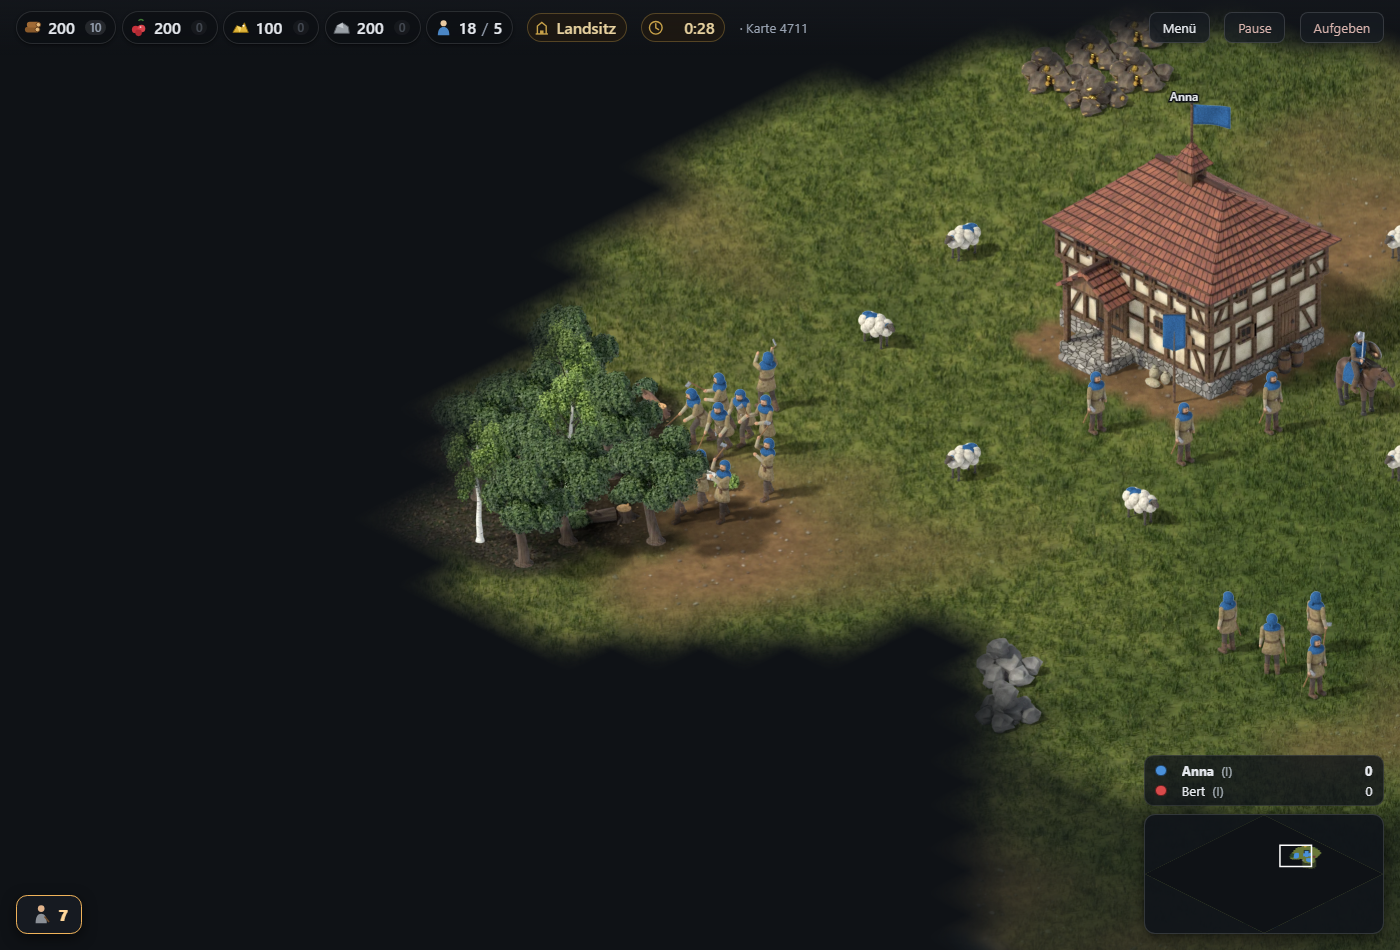 200 10 200 0 100 0 200 0 18 / 5 Landsitz 0:28 · Karte 4711 Menü Pause Aufgeben
Anna
Anna (I) 0
Bert (I) 0
7